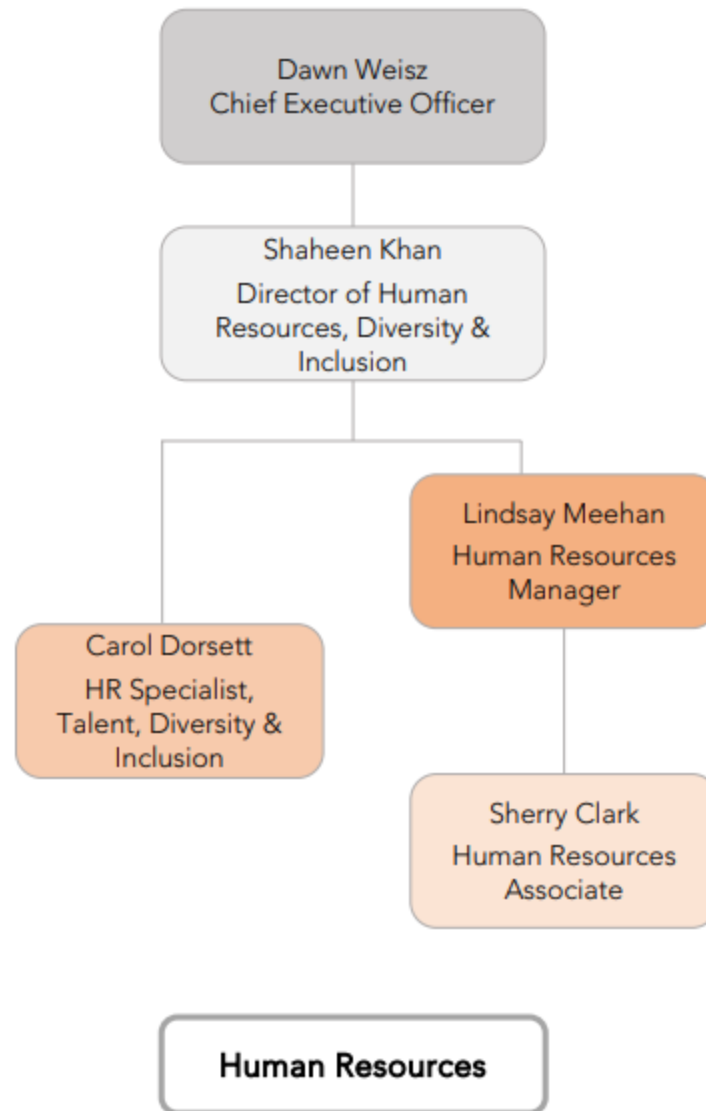 Dawn Weisz
Chief Executive Officer
Shaheen Khan
Director of Human
Resources, Diversity &
Inclusion
Lindsay Meehan
Human Resources
Manager
Carol Dorsett
HR Specialist,
Talent, Diversity &
Inclusion
Sherry Clark
Human Resources
Associate
Human Resources